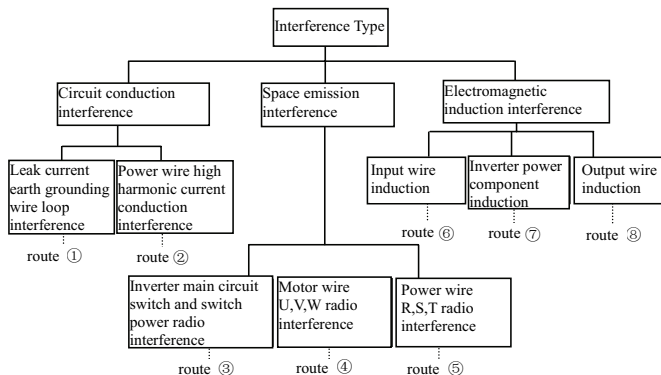 Interference Type
Circuit conduction
interference
Space emission
interference
Electromagnetic
induction interference
Leak current
earth grounding
wire loop
interference
Power wire high
harmonic current
conduction
interference
Input wire
induction
Inverter power
component
induction
Output wire
induction
route ①
route ②
route ⑥
route ⑦
route ⑧
Inverter main circuit
switch and switch
power radio
interference
Motor wire
U,V,W radio
interference
Power wire
R,S,T radio
interference
route ③
route ④
route ⑤